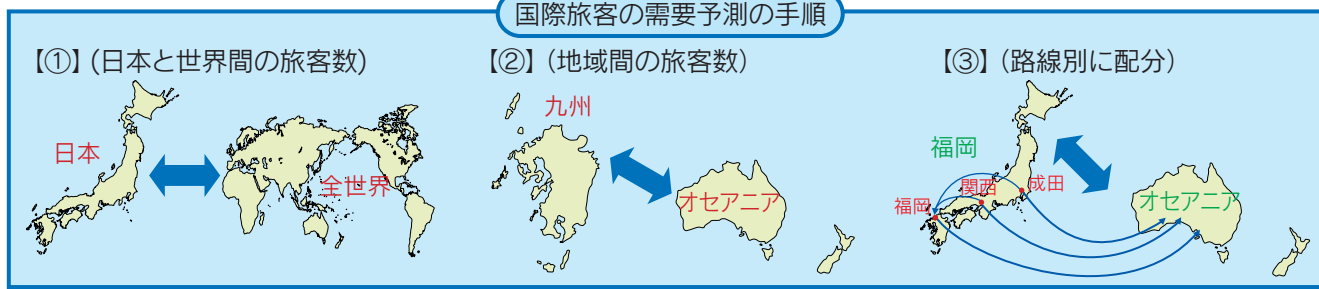 国際旅客の需要予測の手順
【①】(日本と世界間の旅客数)
日本
全世界
【②】（地域間の旅客数）
九州
オセアニア
【③】（路線別に配分）
福岡
関西
成田
福岡
オセアニア